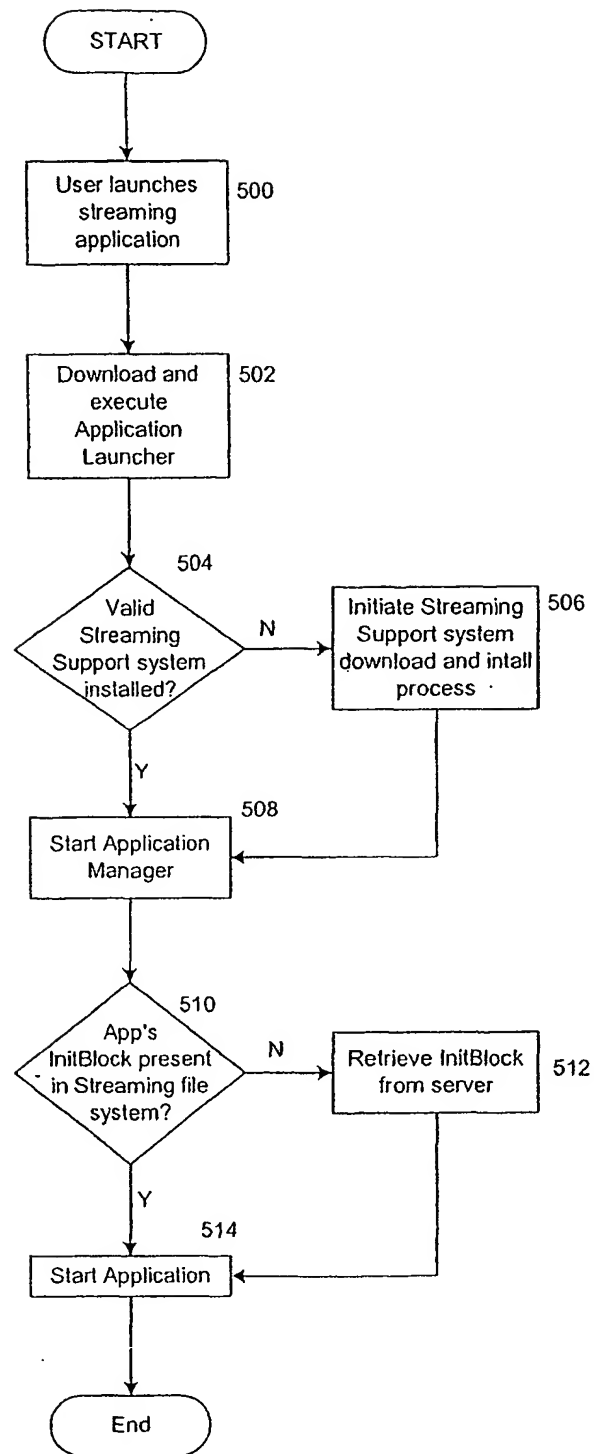 START
User launches
streaming
application
500
Download and
execute
Application
Launcher
502
504
Valid
Streaming
Support system
installed?
N
Initiate Streaming
Support system
download and intall
process
506
Y
508
Start Application
Manager
510
App's
InitBlock present
in Streaming file
system?
N
Retrieve InitBlock
from server
512
Y
514
Start Application
End